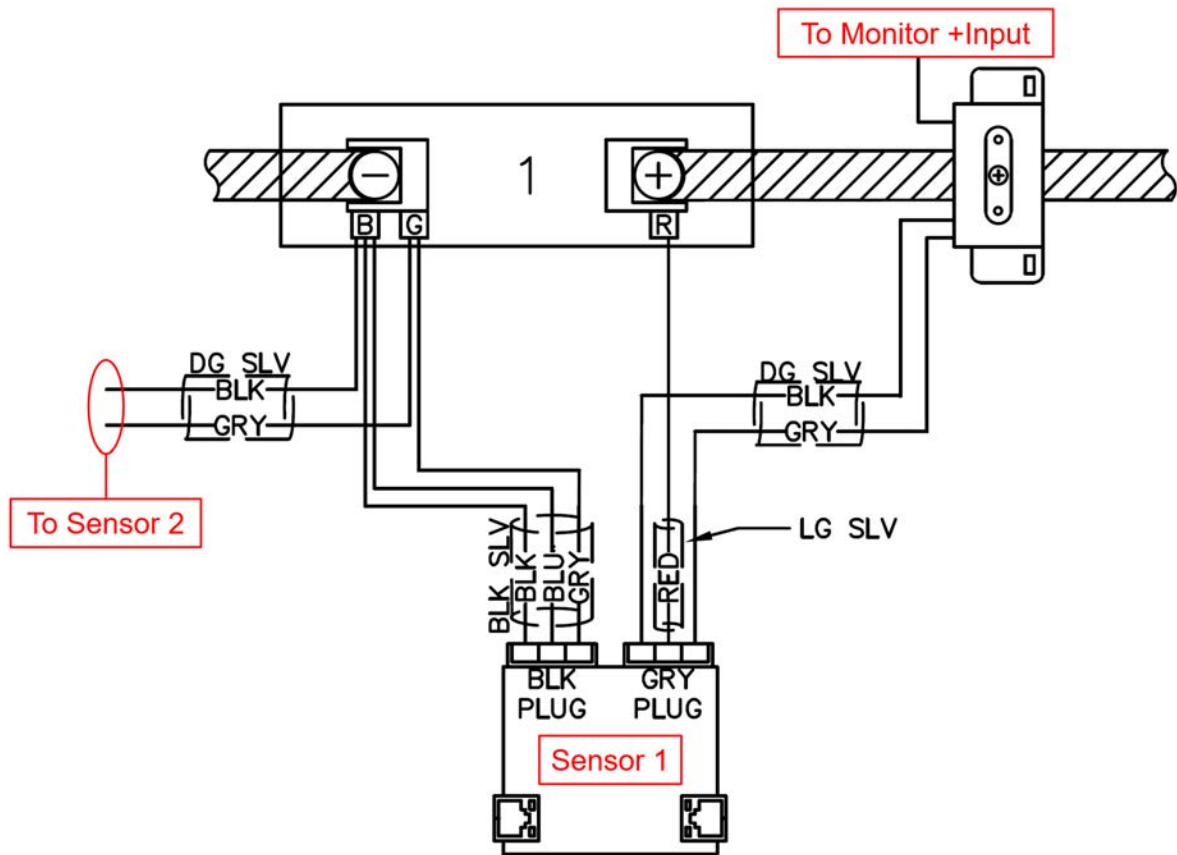 To Monitor +Input
1
B
G
R
DG SLV
BLK
GRY
DG SLV
BLK
GRY
To Sensor 2
BLK SLV
BLK
BLU
GRY
RED
LG SLV
BLK
PLUG
GRY
PLUG
Sensor 1